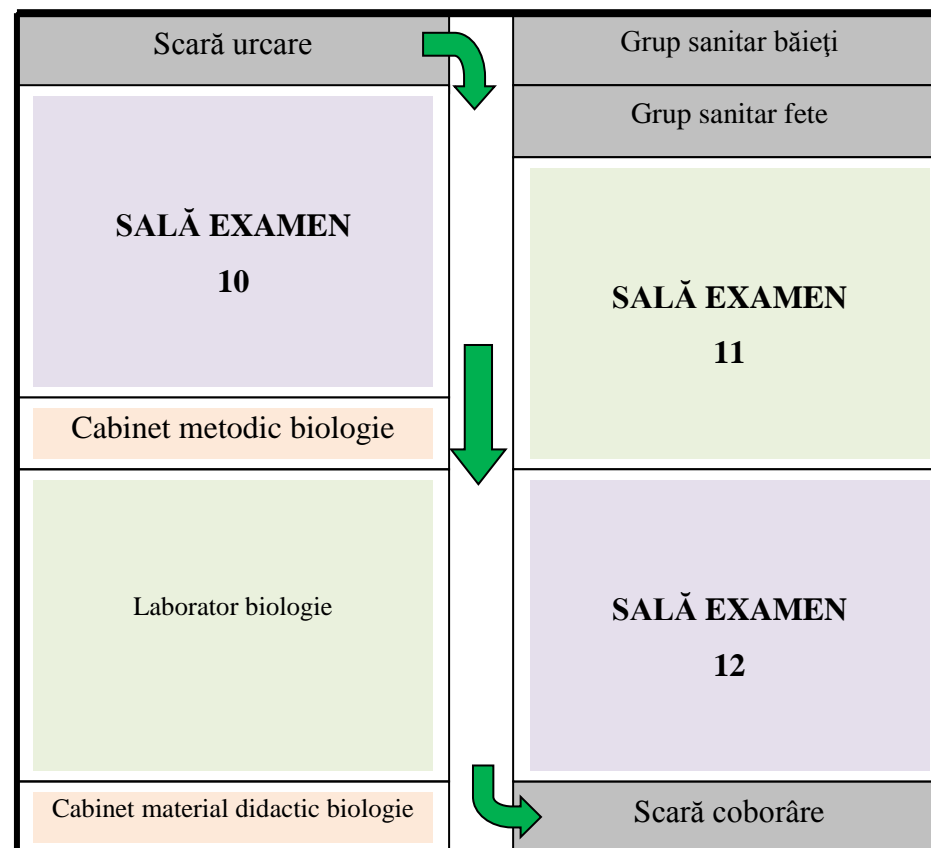 Scară urcare
Grup sanitar băieţi
Grup sanitar fete
SALĂ EXAMEN
10
SALĂ EXAMEN
11
Cabinet metodic biologie
Laborator biologie
SALĂ EXAMEN
12
Cabinet material didactic biologie
Scară coborâre